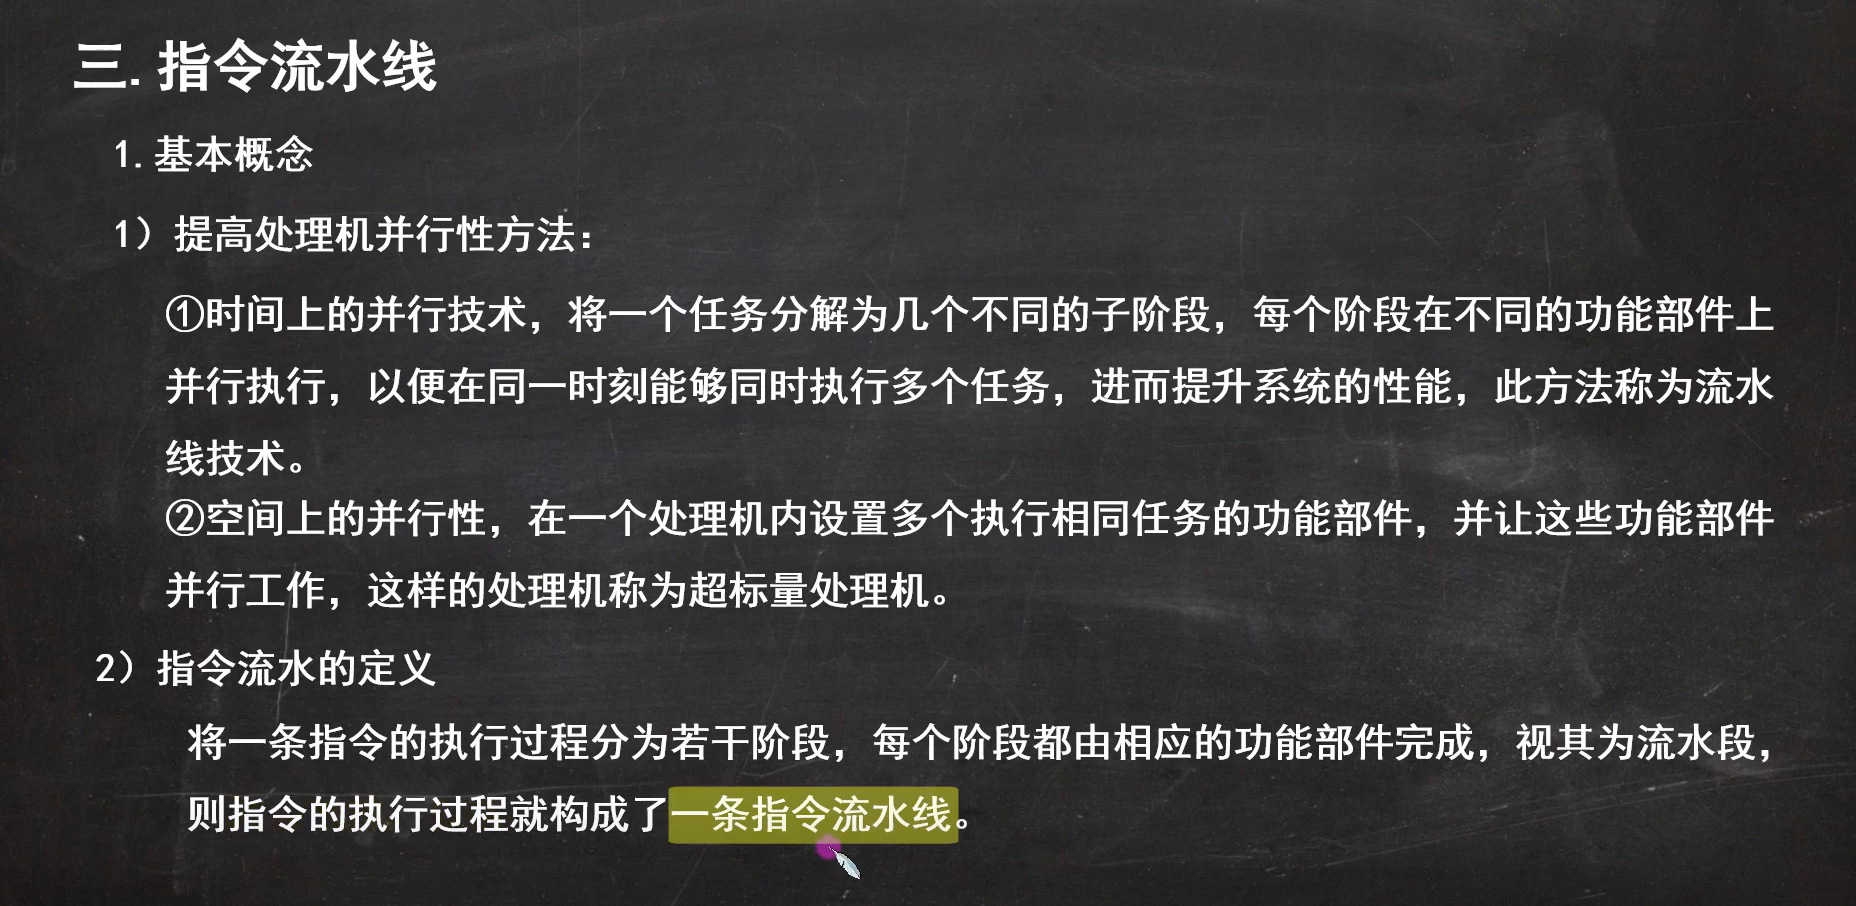 三.指令流水线
1.基本概念
1）提高处理机并行性方法：
①时间上的并行技术，将一个任务分解为几个不同的子阶段，每个阶段在不同的功能部件上
并行执行，以便在同一时刻能够同时执行多个任务，进而提升系统的性能，此方法称为流水
线技术。
②空间上的并行性，在一个处理机内设置多个执行相同任务的功能部件，并让这些功能部件
并行工作，这样的处理机称为超标量处理机。
2）指令流水的定义
将一条指令的执行过程分为若干阶段，每个阶段都由相应的功能部件完成，视其为流水段，
则指令的执行过程就构成了一条指令流水线。